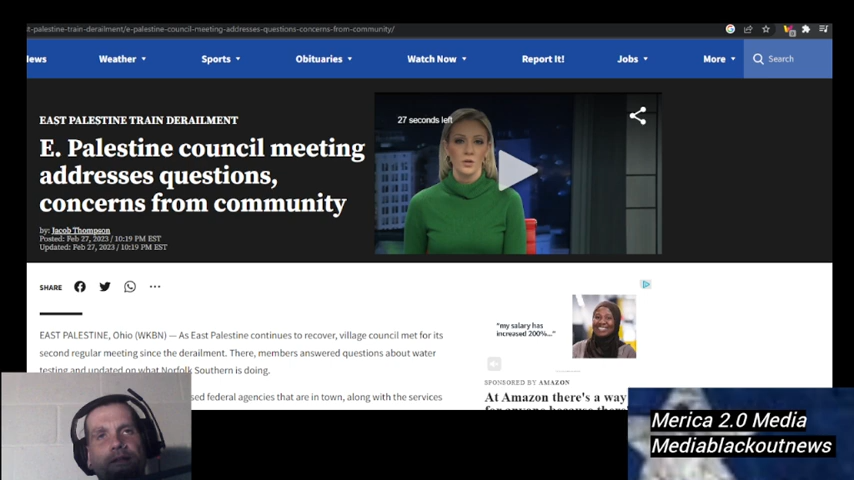 t-palestine-train-derailment/e-palestine-council-meeting-addresses-questions-concerns-from-community/
ews
Weather
Sports
Obituaries
Watch Now
Report It!
Jobs
More
Search
EAST PALESTINE TRAIN DERAILMENT
E. Palestine council meeting
addresses questions,
concerns from community
27 seconds left
by: Jacob Thompson
Posted: Feb 27, 2023 / 10:19 PM EST
Updated: Feb 27, 2023 / 10:19 PM EST
SHARE
EAST PALESTINE, Ohio (WKBN) — As East Palestine continues to recover, village council met for its
second regular meeting since the derailment. There, members answered questions about water
testing and updated on what Norfolk Southern is doing.
sed federal agencies that are in town, along with the services
"my salary has
increased 200%..."
SPONSORED BY AMAZON
At Amazon there's a way
Merica 2.0 Media
Mediablackoutnews